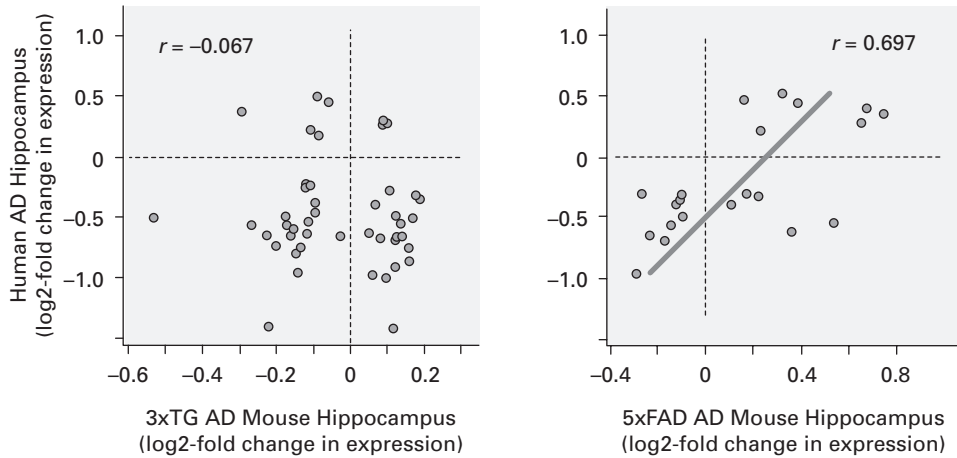 Human AD Hippocampus
(log2-fold change in expression)
1.0
0.5
0
–0.5
–1.0
r = –0.067
–0.6
–0.4
–0.2
0
0.2
3xTG AD Mouse Hippocampus
(log2-fold change in expression)
1.0
0.5
0
–0.5
–1.0
r = 0.697
–0.4
0
0.4
0.8
5xFAD AD Mouse Hippocampus
(log2-fold change in expression)